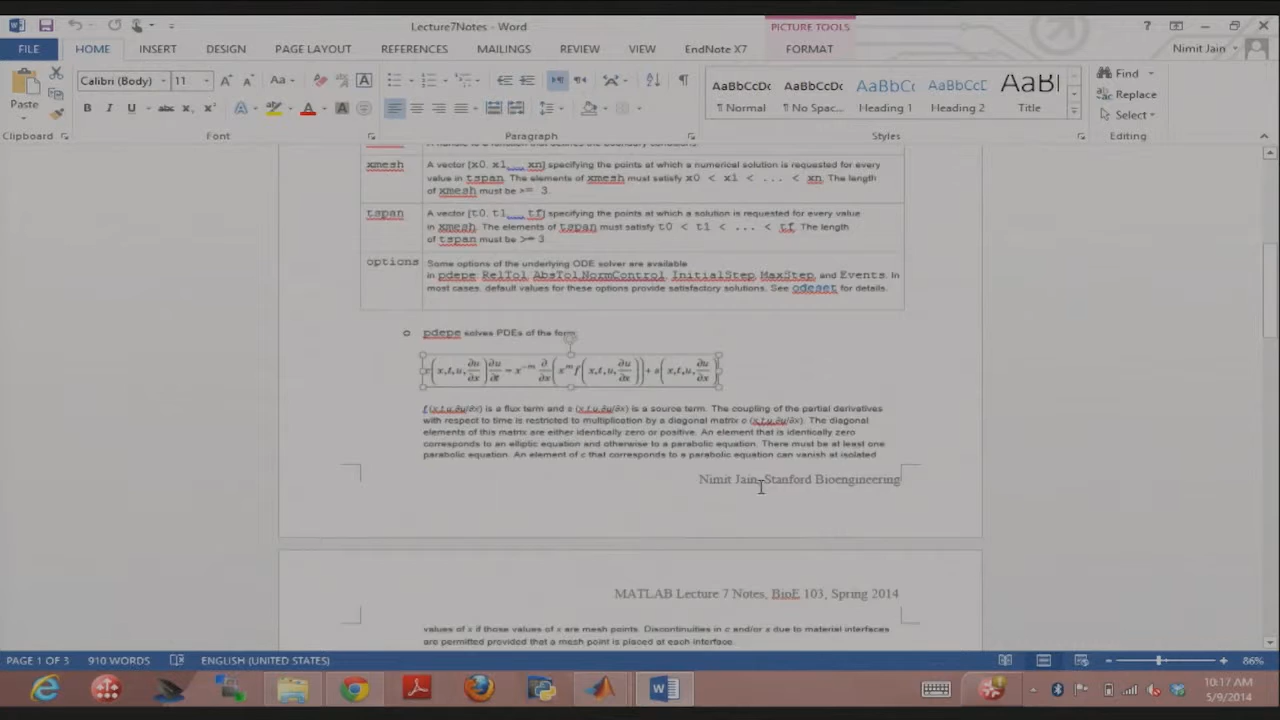 Lecture7Notes - Word
PICTURE TOOLS
FILE HOME INSERT DESIGN PAGE LAYOUT REFERENCES MAILINGS REVIEW VIEW EndNote X7 FORMAT
Nimit Jain
Calibri (Body) 11
Paste
AaBbCcDc AaBbCcDc AaBbCc AaBbCcD AaBl
¶ Normal ¶ No Spac... Heading 1 Heading 2 Title
Find
Replace
Select
Clipboard Font Paragraph Styles Editing
xmesh A vector [x0, x1, ..., xn] specifying the points at which a numerical solution is requested for every
value in tspan. The elements of xmesh must satisfy x0 < x1 < ... < xn. The length
of xmesh must be >= 3.
tspan A vector [t0, t1, ..., tf] specifying the points at which a solution is requested for every value
in xmesh. The elements of tspan must satisfy t0 < t1 < ... < tf. The length
of tspan must be >= 3.
options Some options of the underlying ODE solver are available
in pdepe: RelTol, AbsTol, NormControl, InitialStep, MaxStep, and Events. In
most cases, default values for these options provide satisfactory solutions. See odeset for details.
o pdepe solves PDEs of the form:
c(x,t,u,∂u/∂x) ∂u/∂t = x⁻ᵐ ∂/∂x (xᵐ f(x,t,u,∂u/∂x)) + s(x,t,u,∂u/∂x)
f (x,t,u,∂u/∂x) is a flux term and s (x,t,u,∂u/∂x) is a source term. The coupling of the partial derivatives
with respect to time is restricted to multiplication by a diagonal matrix c (x,t,u,∂u/∂x). The diagonal
elements of this matrix are either identically zero or positive. An element that is identically zero
corresponds to an elliptic equation and otherwise to a parabolic equation. There must be at least one
parabolic equation. An element of c that corresponds to a parabolic equation can vanish at isolated
Nimit Jain, Stanford Bioengineering
MATLAB Lecture 7 Notes, BioE 103, Spring 2014
values of x if those values of x are mesh points. Discontinuities in c and/or s due to material interfaces
are permitted provided that a mesh point is placed at each interface.
PAGE 1 OF 3 910 WORDS ENGLISH (UNITED STATES) 86%
10:17 AM
5/9/2014